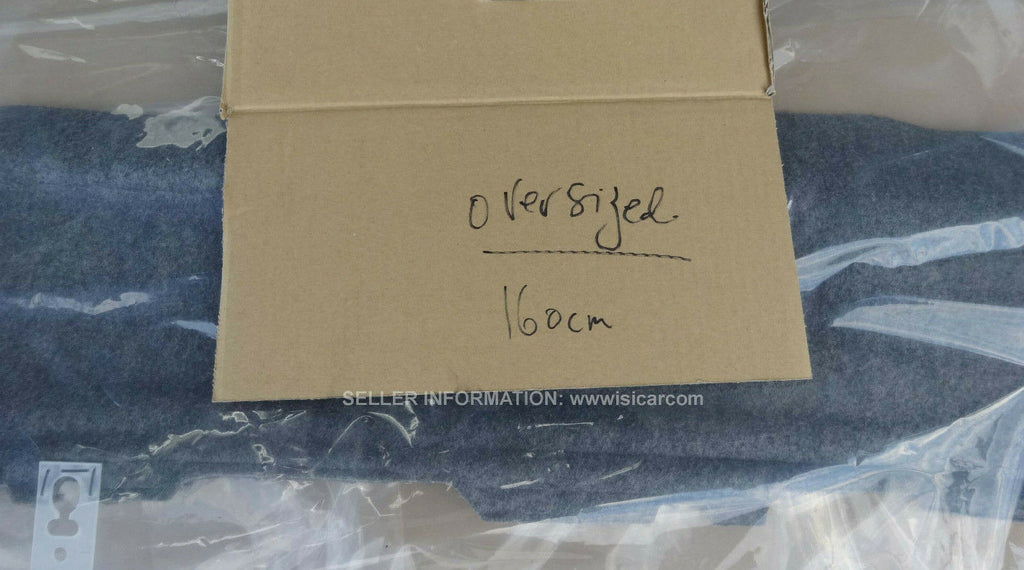 oversized.
160cm
SELLER INFORMATION: wwwisicarcom